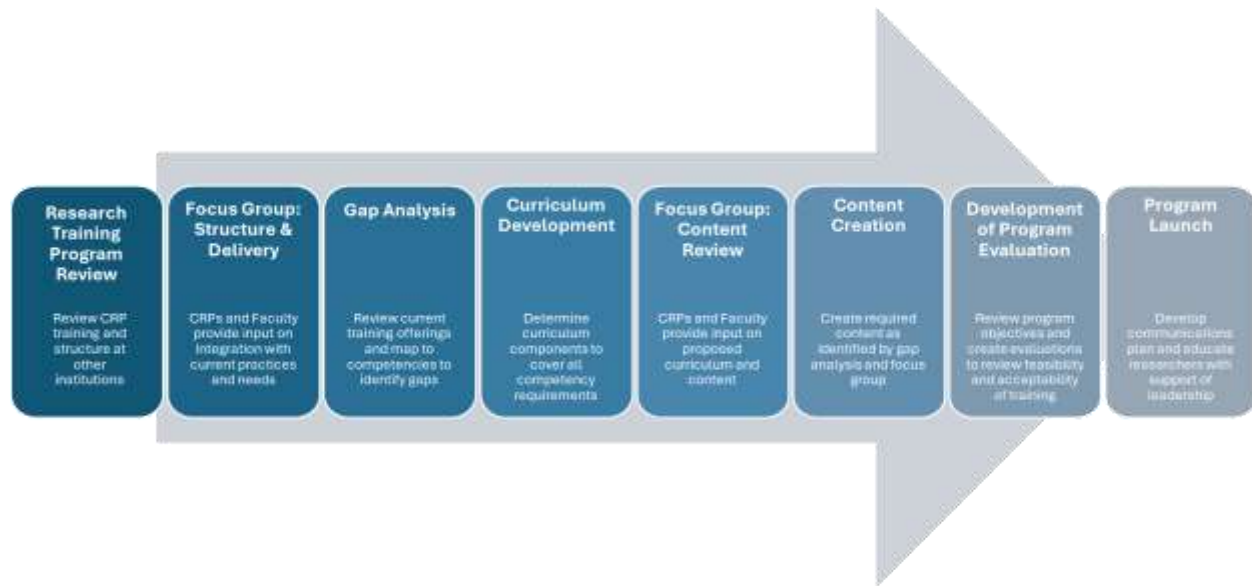 Research
Training
Program
Review
Review CRP
training and
structure at
other
institutions
Focus Group:
Structure &
Delivery
CRPs and Faculty
provide input on
integration with
current practices
and needs
Gap Analysis
Review current
training offerings
and map to
competencies to
identify gaps
Curriculum
Development
Determine
curriculum
components to
cover all
competency
requirements
Focus Group:
Content
Review
CRPs and Faculty
provide input on
proposed
curriculum and
content
Content
Creation
Create required
content as
identified by gap
analysis and focus
group
Development
of Program
Evaluation
Review program
objectives and
create evaluations
to review feasibility
and acceptability
of training
Program
Launch
Develop
communications
plan and educate
researchers with
support of
leadership